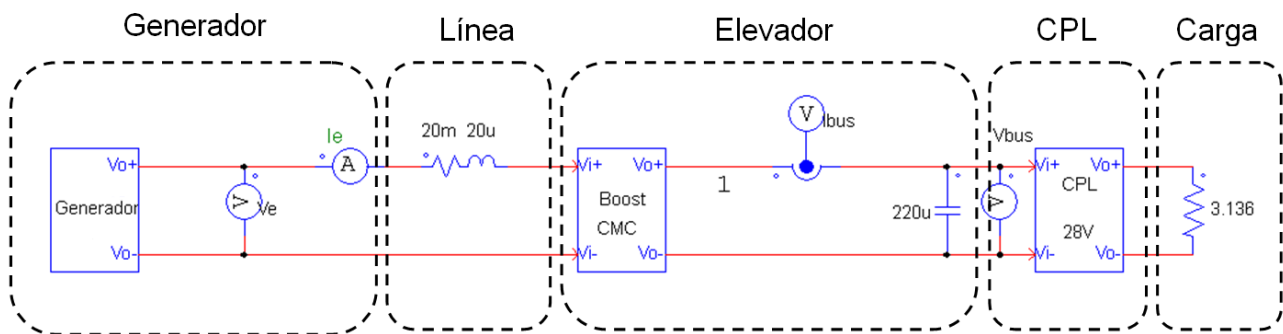 Generador
Línea
Elevador
CPL
Carga
Ie
20m 20u
V
Ibus
Vbus
Vo+
A
Vi+
Vo+
Vi+
Vo+
Generador
V
Ve
Boost
CMC
1
220u
V
CPL
28V
3.136
Vo-
Vi-
Vo-
Vi-
Vo-